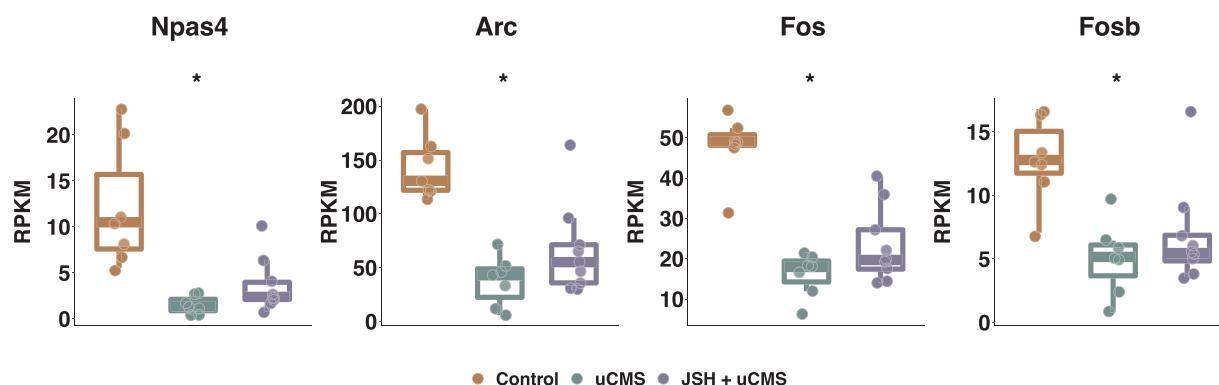 Npas4 Arc Fos Fosb
* * * *
RPKM 20 15 10 5 0
RPKM 200 150 100 50 0
RPKM 50 40 30 20 10
RPKM 15 10 5 0
Control uCMS JSH + uCMS